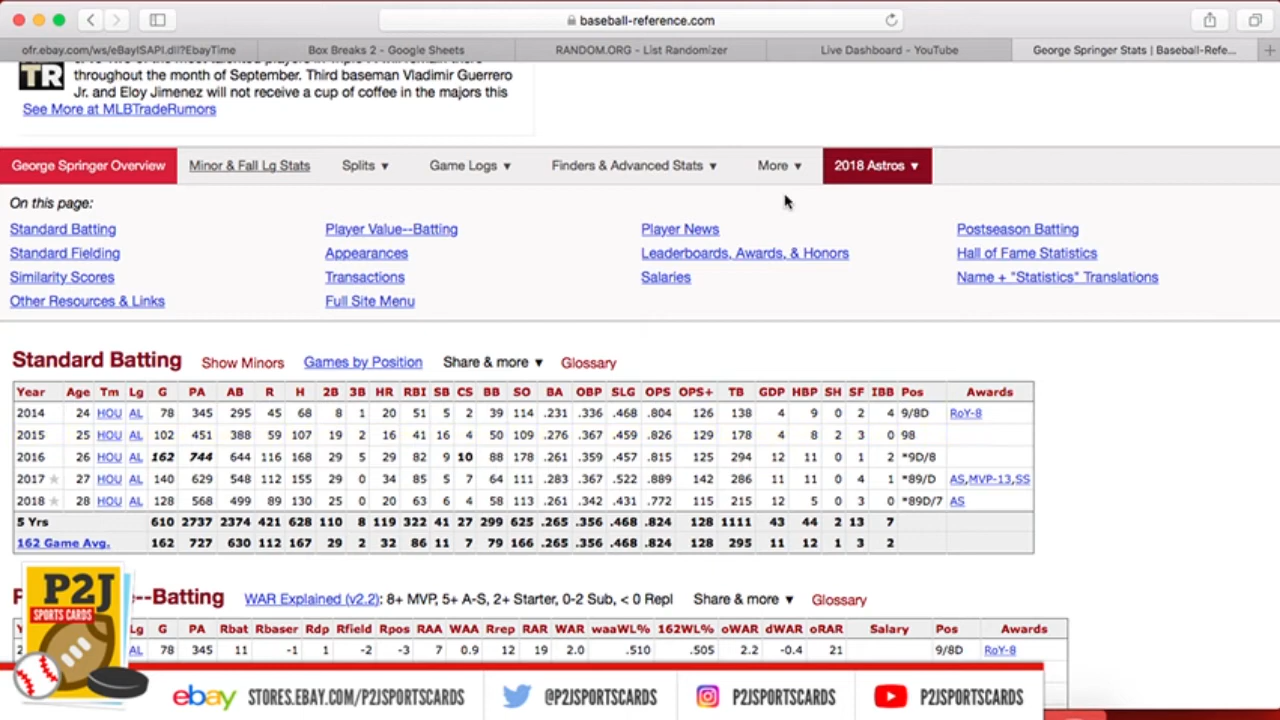 baseball-reference.com
ofr.ebay.com/ws/eBayISAPI.dll?EbayTime Box Breaks 2 - Google Sheets RANDOM.ORG - List Randomizer Live Dashboard - YouTube George Springer Stats | Baseball-Refe... +
TR
throughout the month of September. Third baseman Vladimir Guerrero
Jr. and Eloy Jimenez will not receive a cup of coffee in the majors this
See More at MLBTradeRumors
George Springer Overview Minor & Fall Lg Stats Splits ▼ Game Logs ▼ Finders & Advanced Stats ▼ More ▼ 2018 Astros ▼
On this page:
Standard Batting Player Value--Batting Player News Postseason Batting
Standard Fielding Appearances Leaderboards, Awards, & Honors Hall of Fame Statistics
Similarity Scores Transactions Salaries Name + "Statistics" Translations
Other Resources & Links Full Site Menu
Standard Batting Show Minors Games by Position Share & more ▼ Glossary
Year Age Tm Lg G PA AB R H 2B 3B HR RBI SB CS BB SO BA OBP SLG OPS OPS+ TB GDP HBP SH SF IBB Pos Awards
2014 24 HOU AL 78 345 295 45 68 8 1 20 51 5 2 39 114 .231 .336 .468 .804 126 138 4 9 0 2 4 9/8D RoY-8
2015 25 HOU AL 102 451 388 59 107 19 2 16 41 16 4 50 109 .276 .367 .459 .826 129 178 4 8 2 3 0 98
2016 26 HOU AL 162 744 644 116 168 29 5 29 82 9 10 88 178 .261 .359 .457 .815 125 294 12 11 0 1 2 *9D/8
2017 ★ 27 HOU AL 140 629 548 112 155 29 0 34 85 5 7 64 111 .283 .367 .522 .889 142 286 11 11 0 4 1 *89/D AS,MVP-13,SS
2018 ★ 28 HOU AL 128 568 499 89 130 25 0 20 63 6 4 58 113 .261 .342 .431 .772 115 215 12 5 0 3 0 *89D/7 AS
5 Yrs 610 2737 2374 421 628 110 8 119 322 41 27 299 625 .265 .356 .468 .824 128 1111 43 44 2 13 7
162 Game Avg. 162 727 630 112 167 29 2 32 86 11 7 79 166 .265 .356 .468 .824 128 295 11 12 1 3 2
P --Batting WAR Explained (v2.2): 8+ MVP, 5+ A-S, 2+ Starter, 0-2 Sub, < 0 Repl Share & more ▼ Glossary
Y Lg G PA Rbat Rbaser Rdp Rfield Rpos RAA WAA Rrep RAR WAR waaWL% 162WL% oWAR dWAR oRAR Salary Pos Awards
2 AL 78 345 11 -1 1 -2 -3 7 0.9 12 19 2.0 .510 .505 2.2 -0.4 21 9/8D RoY-8
P2J
SPORTS CARDS
ebay STORES.EBAY.COM/P2JSPORTSCARDS @P2JSPORTSCARDS P2JSPORTSCARDS P2JSPORTSCARDS